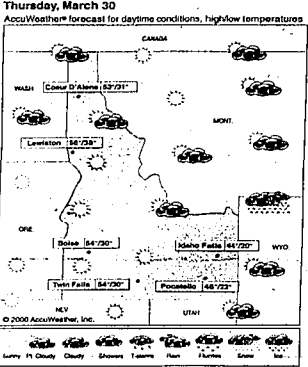 Thursday, March 30
AccuWeather® forecast for daytime conditions, high/low temperatures
CANADA
WASH.
Coeur D'Alene 52°/31°
MONT.
Lewiston 58°/38°
ORE.
Boise 54°/30°
Idaho Falls 44°/20°
WYO.
Twin Falls 54°/30°
Pocatello 46°/23°
NEV.
UTAH
© 2000 AccuWeather, Inc.
Sunny Pt. Cloudy Cloudy Showers T-storms Rain Flurries Snow Ice